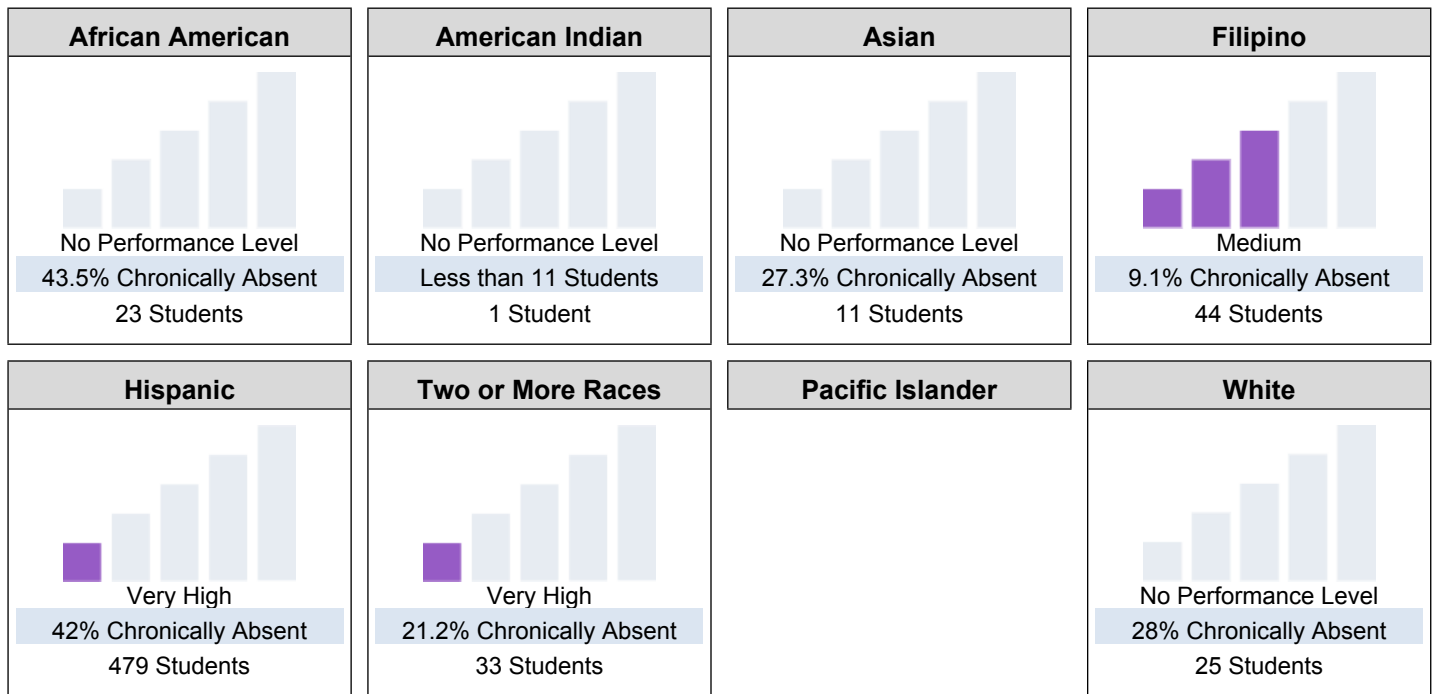 African American
No Performance Level
43.5% Chronically Absent
23 Students
American Indian
No Performance Level
Less than 11 Students
1 Student
Asian
No Performance Level
27.3% Chronically Absent
11 Students
Filipino
Medium
9.1% Chronically Absent
44 Students
Hispanic
Very High
42% Chronically Absent
479 Students
Two or More Races
Very High
21.2% Chronically Absent
33 Students
Pacific Islander
White
No Performance Level
28% Chronically Absent
25 Students